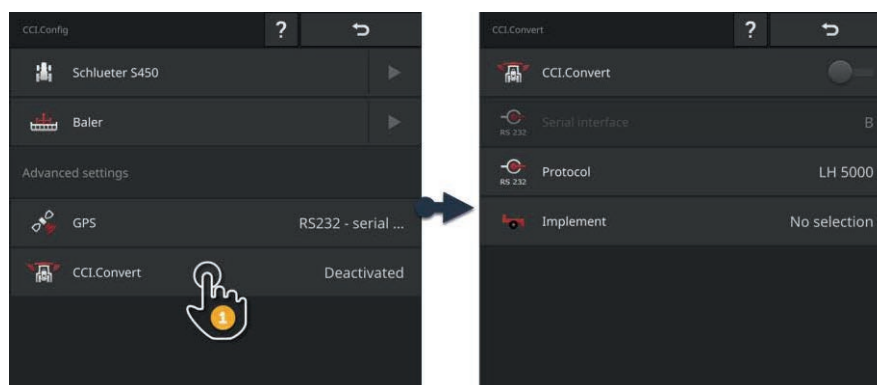 CCI.Config
?
Schlueter S450
Baler
Advanced settings
GPS RS232 - serial ...
CCI.Convert Deactivated
1
CCI.Convert
?
CCI.Convert
RS 232 Serial interface B
RS 232 Protocol LH 5000
Implement No selection